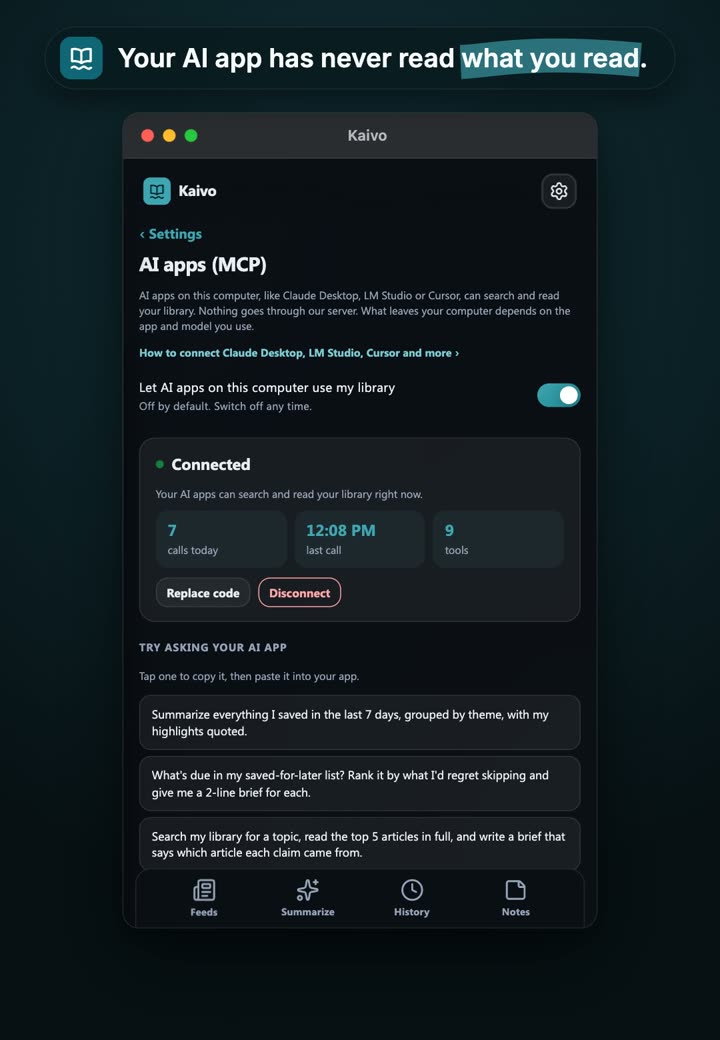 Your AI app has never read what you read.
Kaivo
Kaivo
‹ Settings
AI apps (MCP)
AI apps on this computer, like Claude Desktop, LM Studio or Cursor, can search and read
your library. Nothing goes through our server. What leaves your computer depends on the
app and model you use.
How to connect Claude Desktop, LM Studio, Cursor and more ›
Let AI apps on this computer use my library
Off by default. Switch off any time.
Connected
Your AI apps can search and read your library right now.
7
calls today
12:08 PM
last call
9
tools
Replace code
Disconnect
TRY ASKING YOUR AI APP
Tap one to copy it, then paste it into your app.
Summarize everything I saved in the last 7 days, grouped by theme, with my
highlights quoted.
What's due in my saved-for-later list? Rank it by what I'd regret skipping and
give me a 2-line brief for each.
Search my library for a topic, read the top 5 articles in full, and write a brief that
says which article each claim came from.
Feeds
Summarize
History
Notes